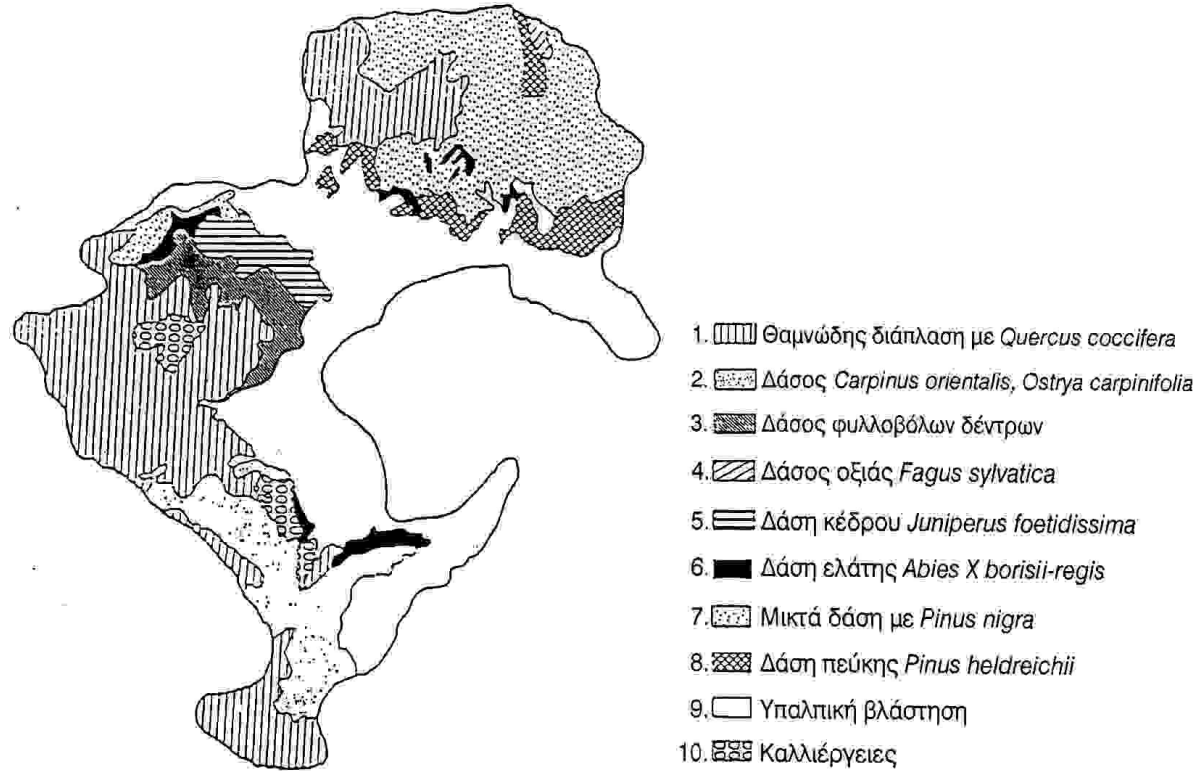 1. Θαμνώδης διάπλαση με Quercus coccifera
2. Δάσος Carpinus orientalis, Ostrya carpinifolia
3. Δάσος φυλλοβόλων δέντρων
4. Δάσος οξιάς Fagus sylvatica
5. Δάση κέδρου Juniperus foetidissima
6. Δάση ελάτης Abies X borisii-regis
7. Μικτά δάση με Pinus nigra
8. Δάση πεύκης Pinus heldreichii
9. Υπαλπική βλάστηση
10. Καλλιέργειες